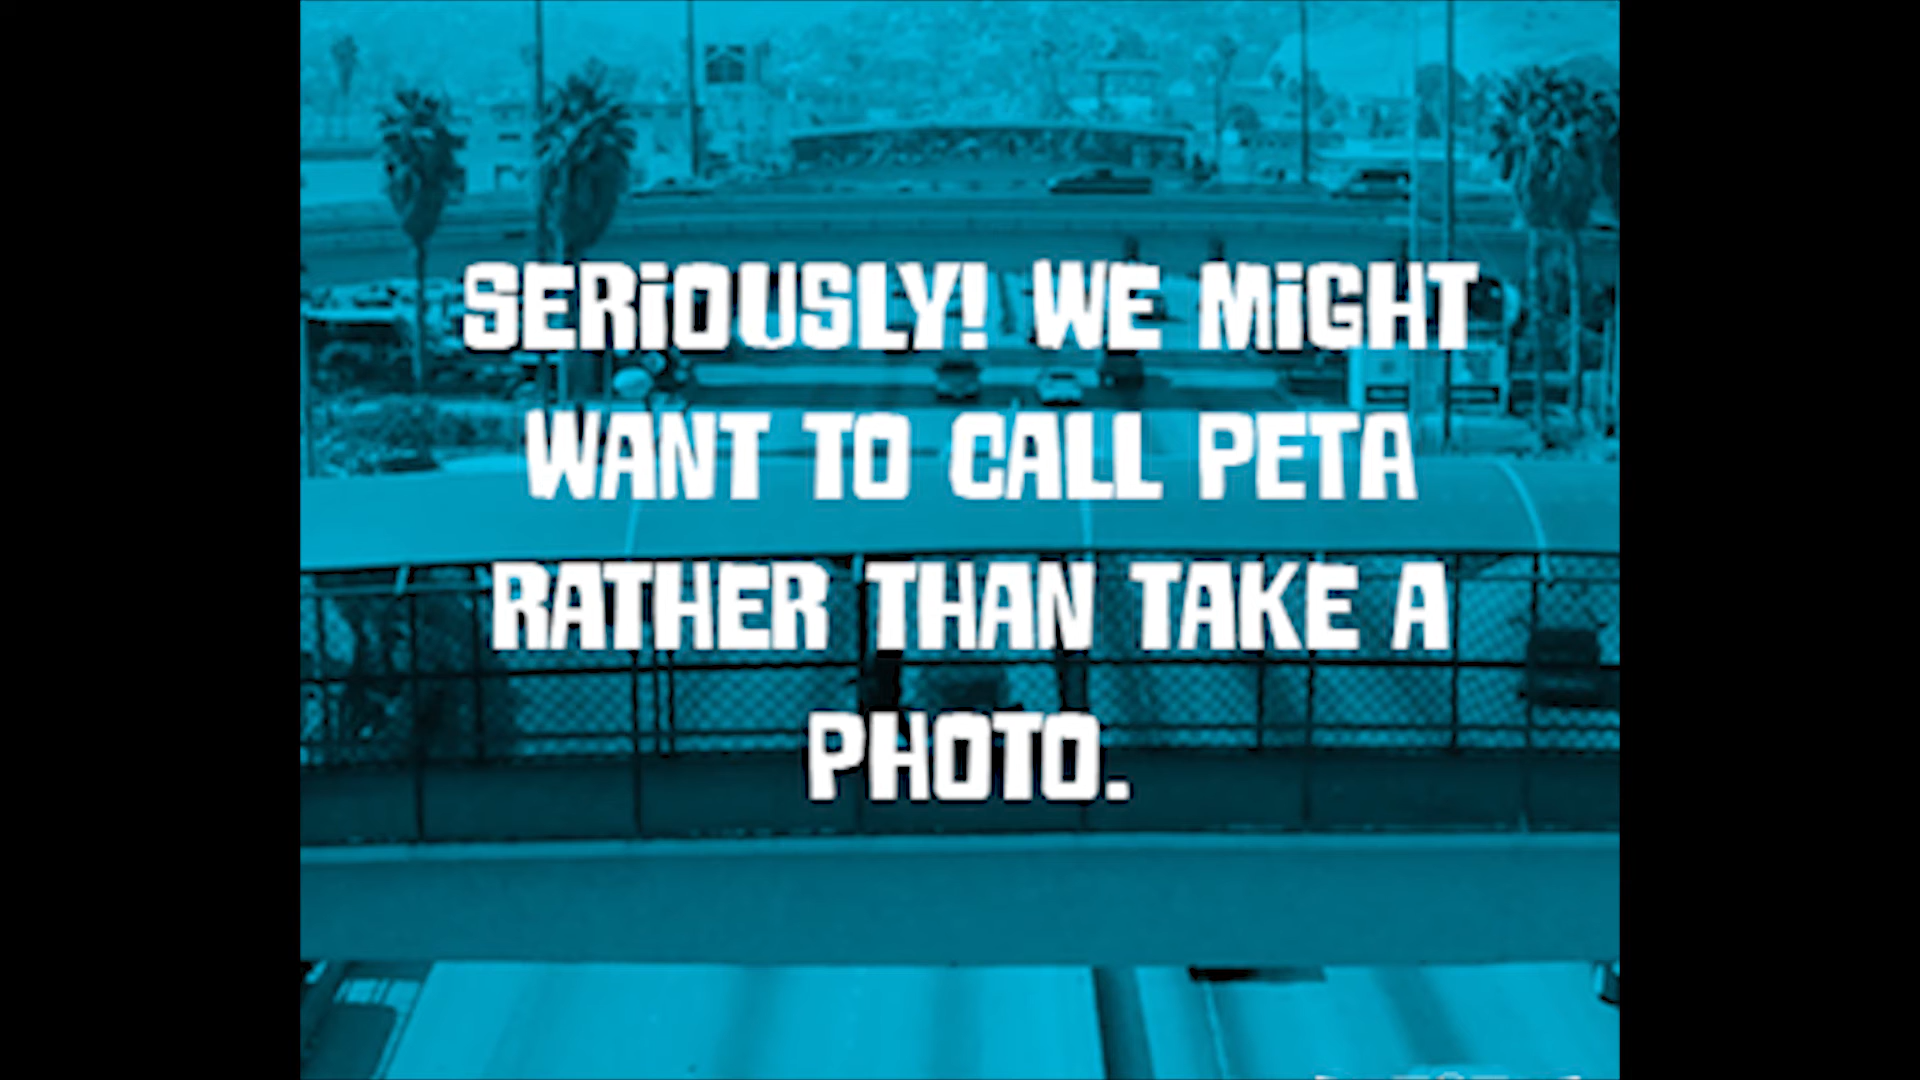 SERiOUSLY! WE MiGHT
WANT TO CALL PETA
RATHER THAN TAKE A
PHOTO.